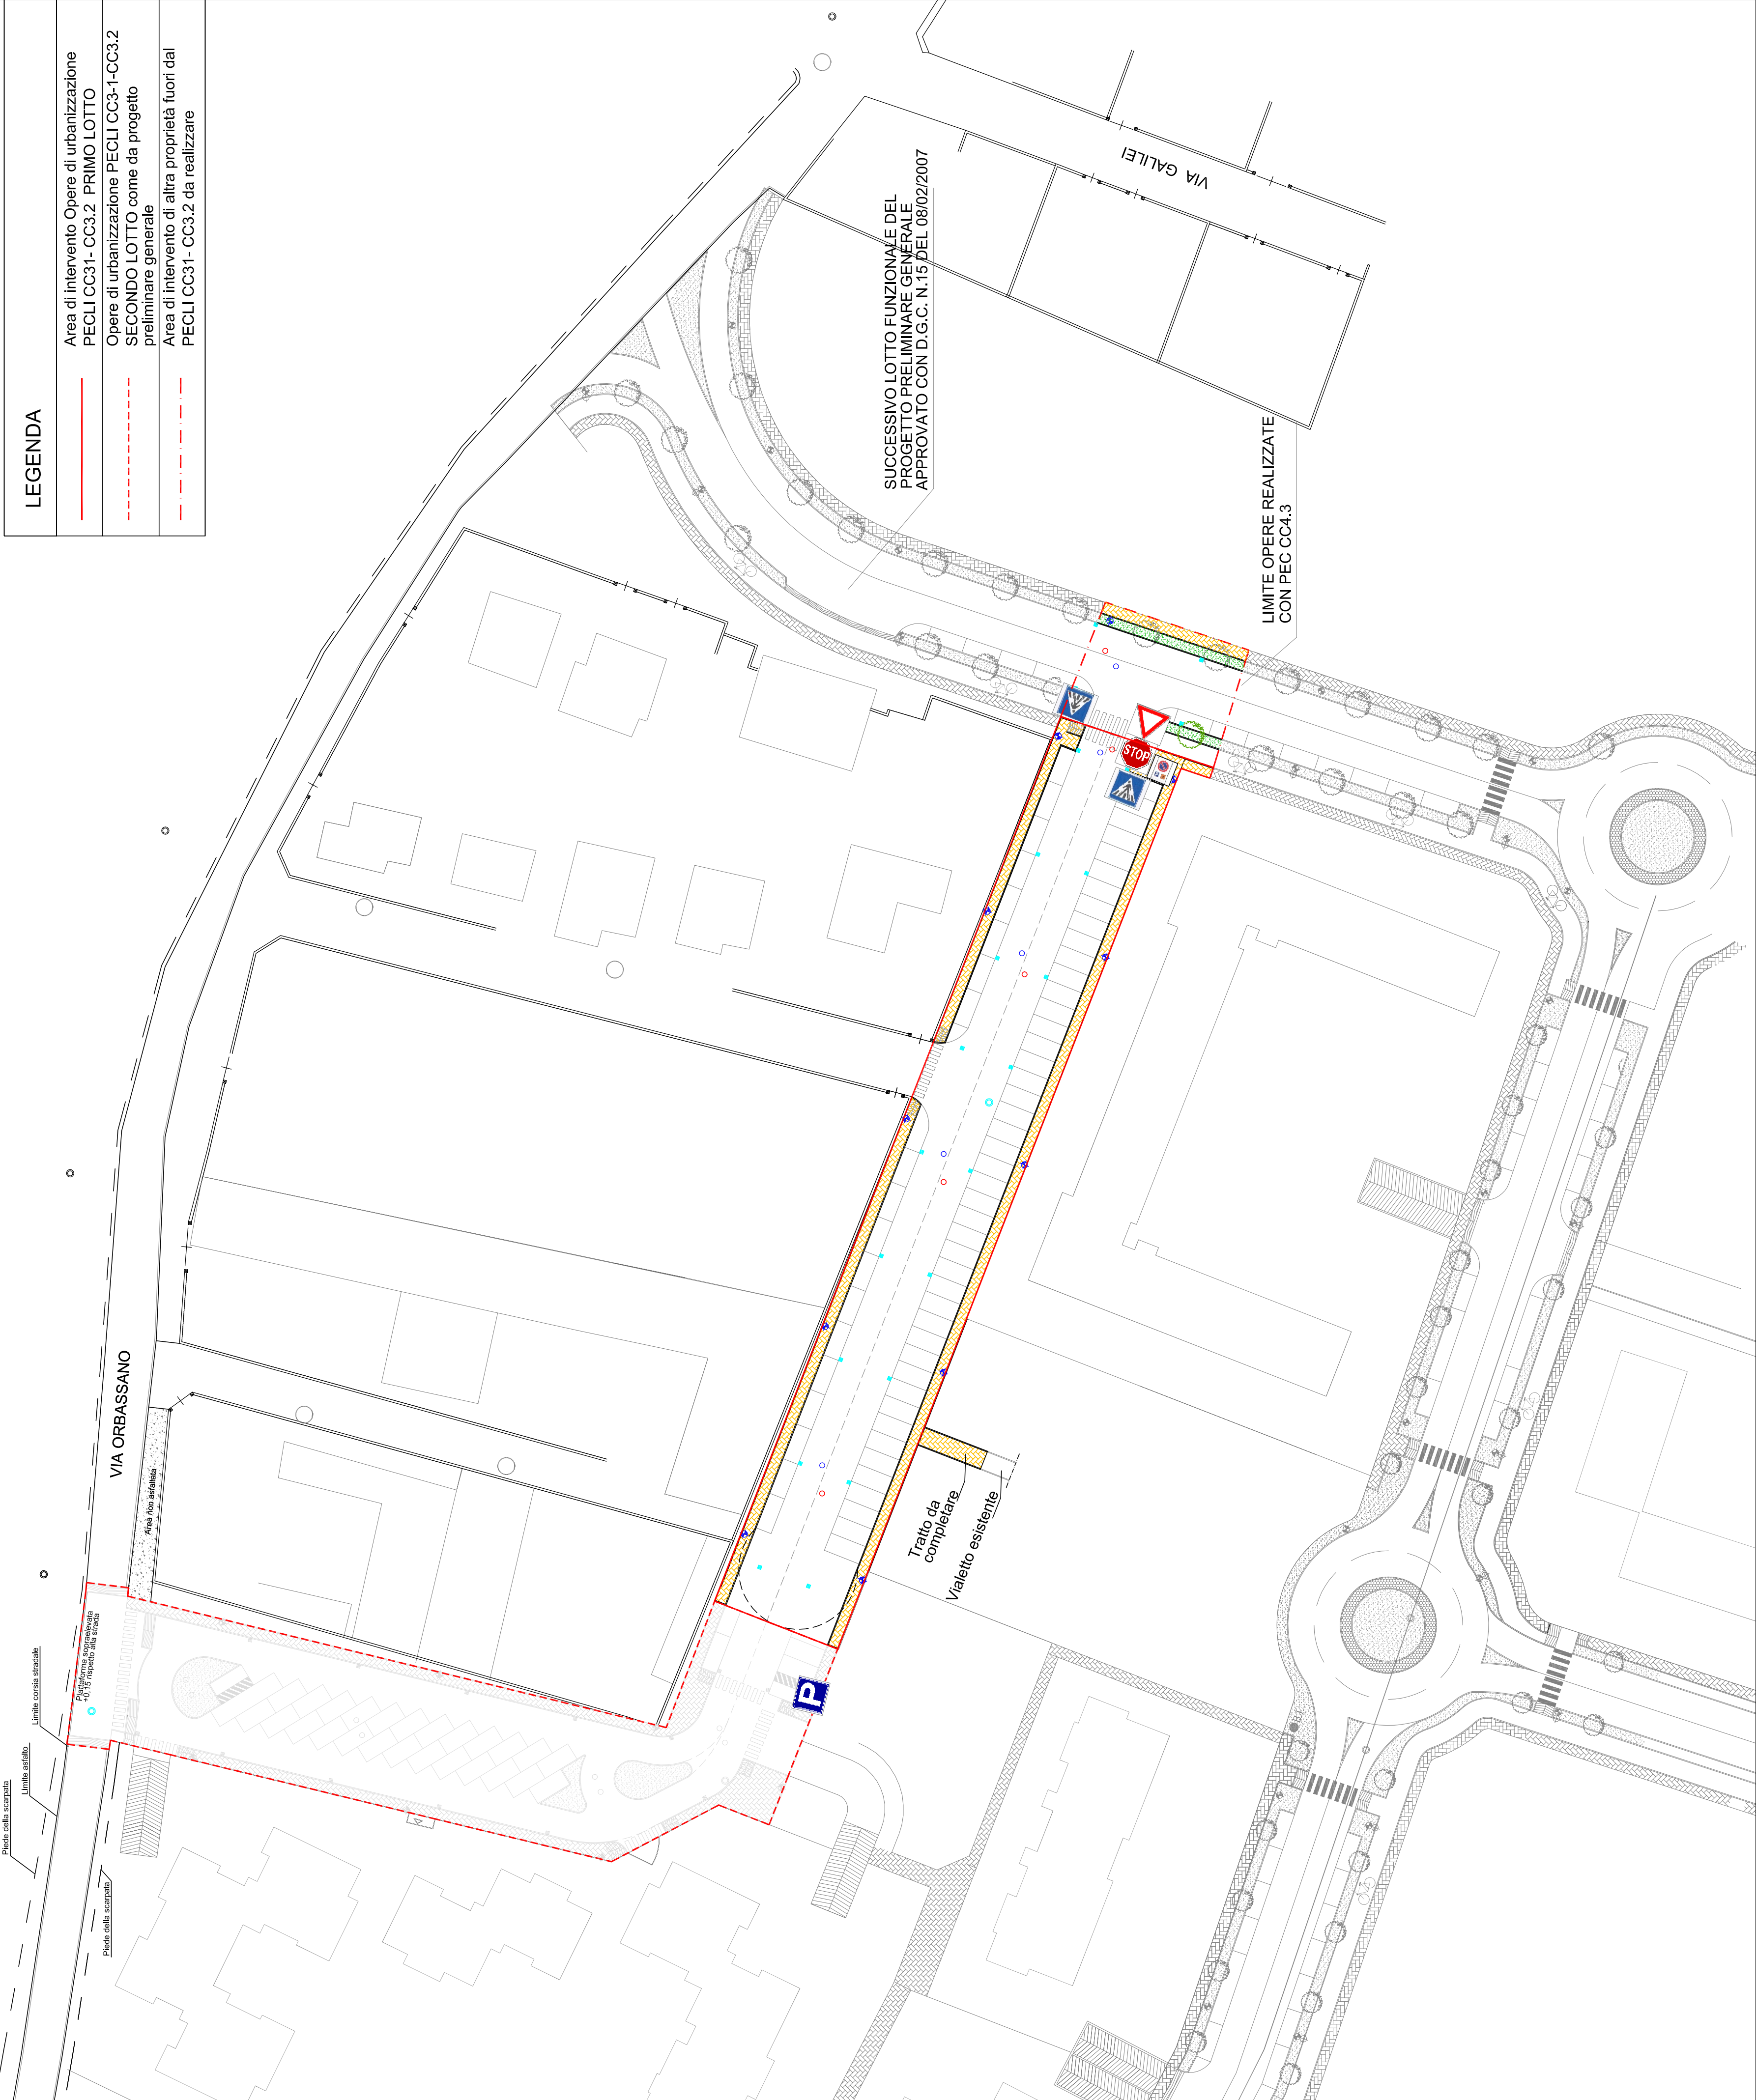 LEGENDA
Area di intervento Opere di urbanizzazione
PECLI CC31- CC3.2 PRIMO LOTTO
Opere di urbanizzazione PECLI CC3-1-CC3.2
SECONDO LOTTO come da progetto
preliminare generale
Area di intervento di altra proprietà fuori dal
PECLI CC31- CC3.2 da realizzare
VIA GALILEI
SUCCESSIVO LOTTO FUNZIONALE DEL
PROGETTO PRELIMINARE GENERALE
APPROVATO CON D.G.C. N.15 DEL 08/02/2007
LIMITE OPERE REALIZZATE
CON PEC CC4.3
STOP
VIA ORBASSANO
Area non asfaltata
Tratto da
completare
Vialetto esistente
Piattaforma sopraelevata
+0,15 rispetto alla strada
Limite corsia stradale
Limite asfalto
Piede della scarpata
Piede della scarpata
P